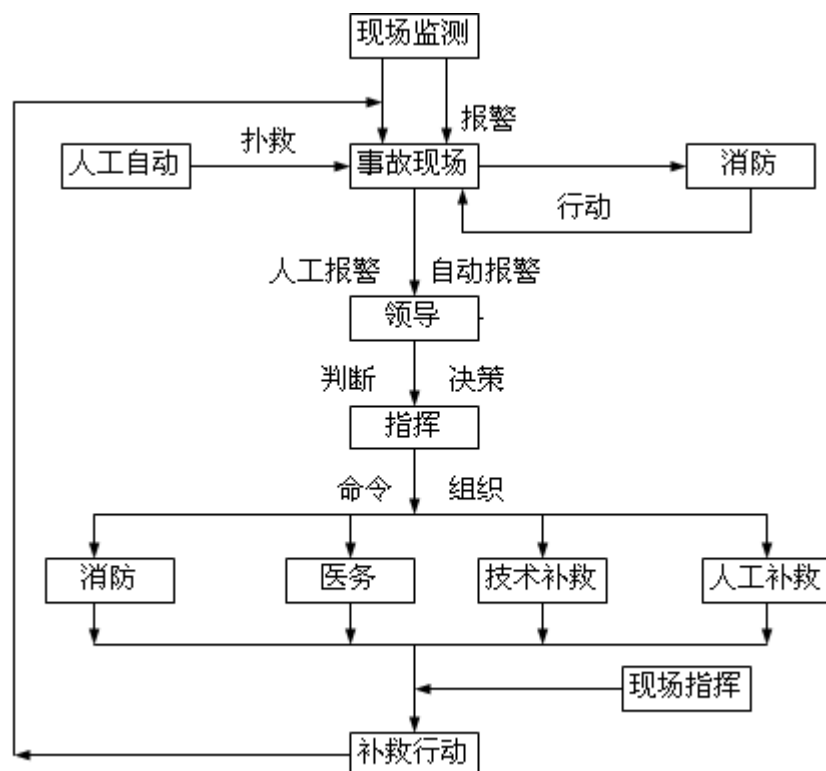 现场监测
报警
扑救
人工自动
事故现场
消防
行动
人工报警 自动报警
领导
判断 决策
指挥
命令 组织
消防 医务 技术补救 人工补救
现场指挥
补救行动